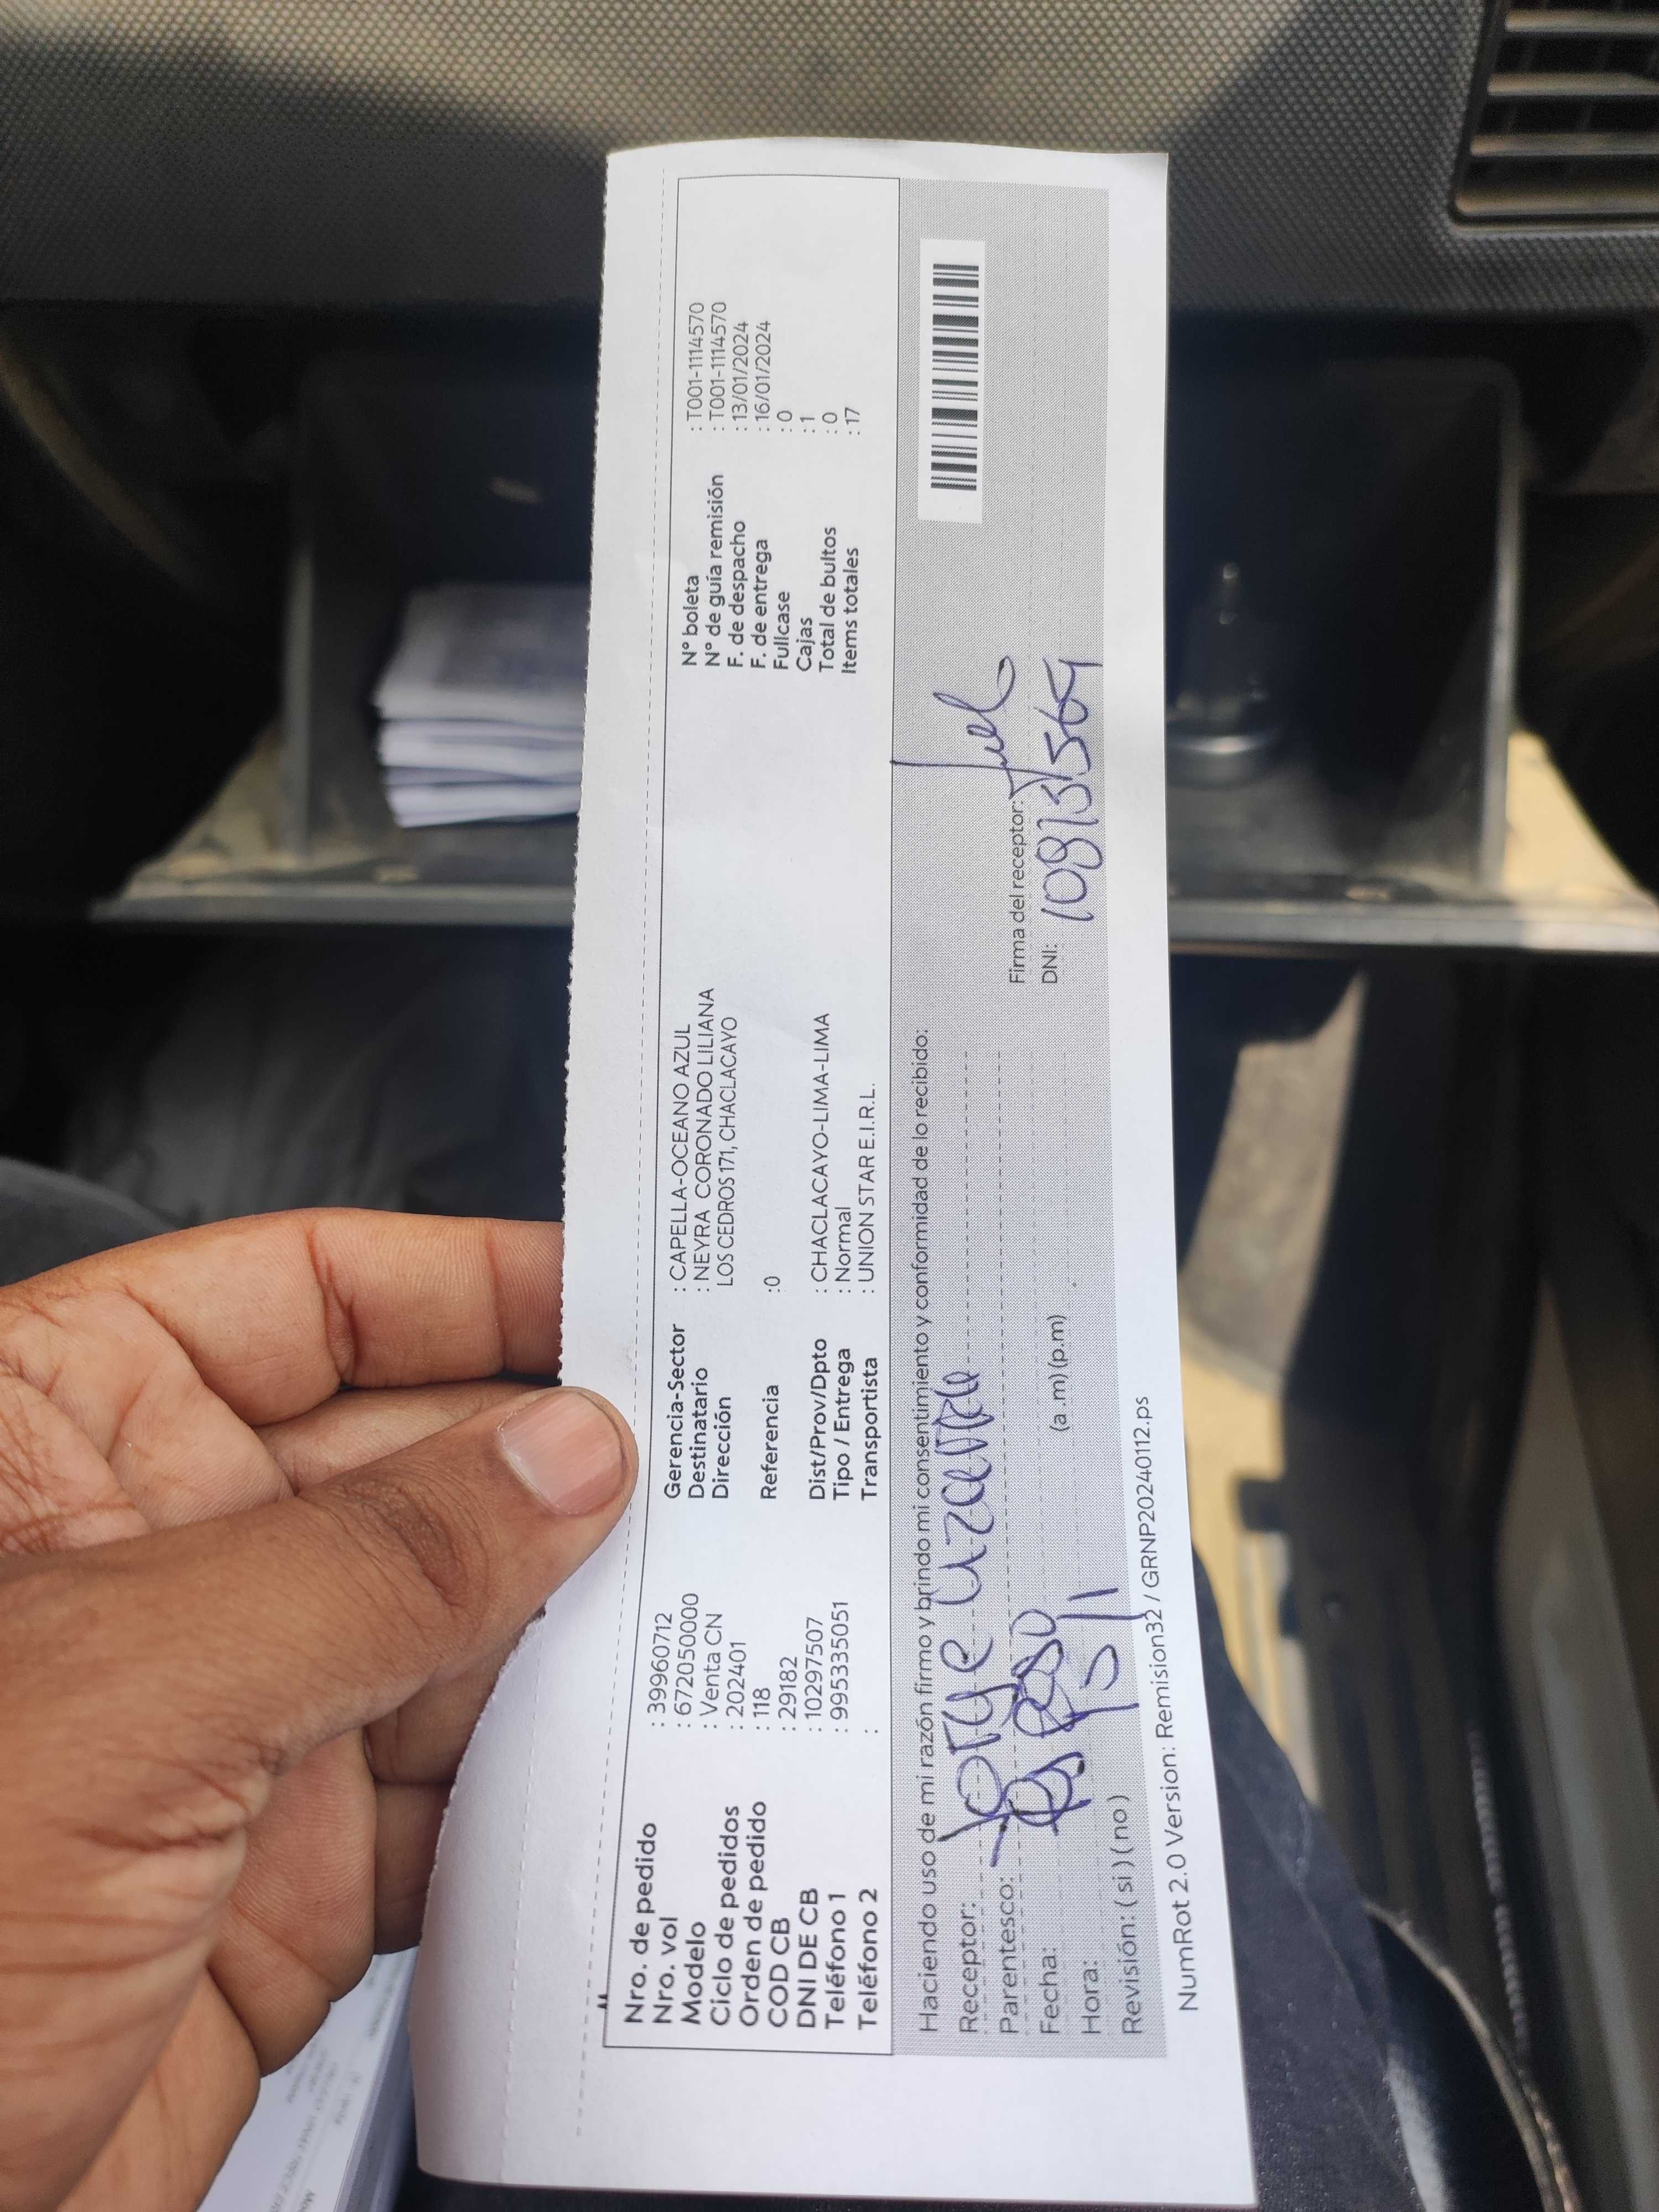 Nro. de pedido : 39960712
Nro. vol : 672050000
Modelo : Venta CN
Ciclo de pedidos : 202401
Orden de pedido : 118
COD CB : 29182
DNI DE CB : 10297507
Teléfono 1 : 995335051
Teléfono 2 :
Gerencia-Sector : CAPELLA-OCEANO AZUL
Destinatario : NEYRA CORONADO LILIANA
Dirección LOS CEDROS 171, CHACLACAYO
Referencia :0
Dist/Prov/Dpto : CHACLACAYO-LIMA-LIMA
Tipo / Entrega : Normal
Transportista : UNION STAR E.I.R.L.
N° boleta : T001-1114570
N° de guía remisión : T001-1114570
F. de despacho : 13/01/2024
F. de entrega : 16/01/2024
Fullcase : 0
Cajas : 1
Total de bultos : 0
Items totales : 17
Haciendo uso de mi razón firmo y brindo mi consentimiento y conformidad de lo recibido:
Receptor: Jorge
Parentesco:
Fecha:
Hora: (a.m) (p.m)
Revisión: ( si ) ( no )
Firma del receptor:
DNI:
NumRot 2.0 Version: Remision32 / GRNP20240112.ps